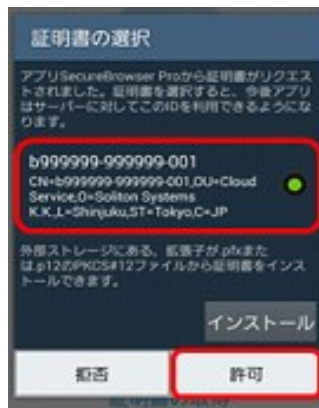 証明書の選択
アプリSecureBrowser Proから証明書がリクエス
トされました。証明書を選択すると、今後アプリ
はサーバーに対してこのIDを利用できるようにな
ります。
b999999-999999-001
CN=b999999-999999-001,OU=Cloud
Service,O=Soliton Systems
K.K.,L=Shinjuku,ST=Tokyo,C=JP
外部ストレージにある、拡張子が.pfxまた
は.p12のPKCS#12ファイルから証明書をインス
トールできます。
インストール
拒否
許可
証明書の取得